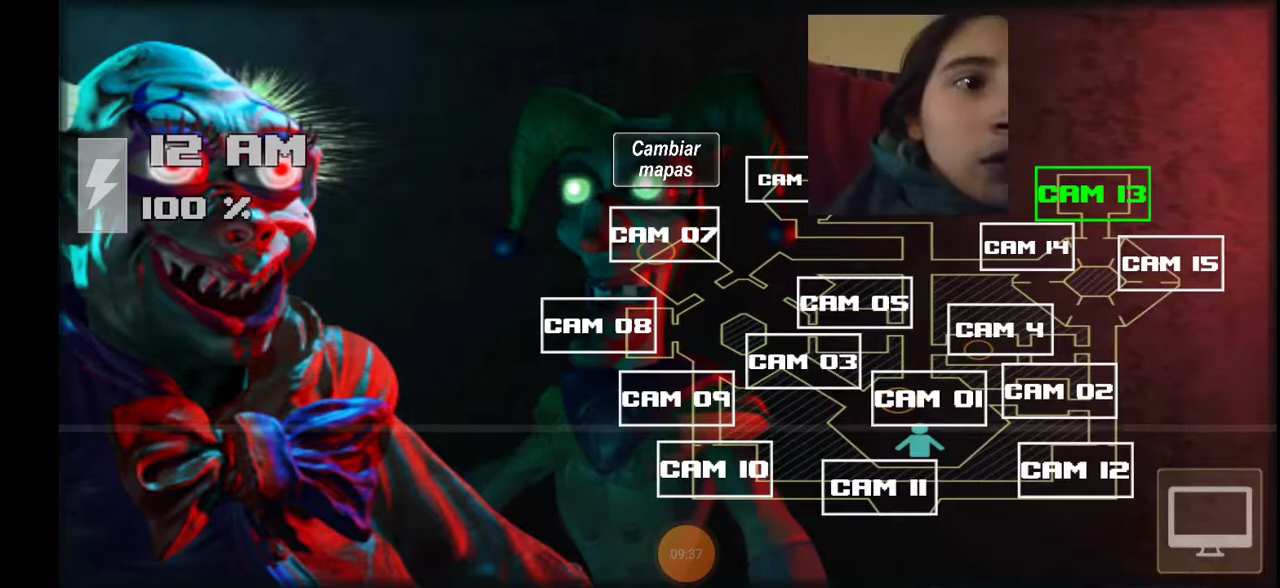 12 AM
100 %
Cambiar
mapas
CAM
CAM 13
CAM 07
CAM 14
CAM 15
CAM 05
CAM 08
CAM 4
CAM 03
CAM 02
CAM 09
CAM 01
CAM 10
CAM 11
CAM 12
09:37